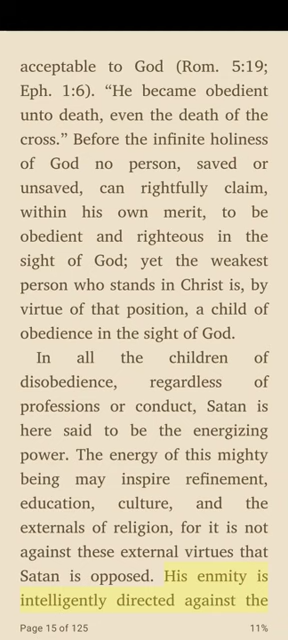 acceptable to God (Rom. 5:19;
Eph. 1:6). “He became obedient
unto death, even the death of the
cross.” Before the infinite holiness
of God no person, saved or
unsaved, can rightfully claim,
within his own merit, to be
obedient and righteous in the
sight of God; yet the weakest
person who stands in Christ is, by
virtue of that position, a child of
obedience in the sight of God.
In all the children of
disobedience, regardless of
professions or conduct, Satan is
here said to be the energizing
power. The energy of this mighty
being may inspire refinement,
education, culture, and the
externals of religion, for it is not
against these external virtues that
Satan is opposed. His enmity is
intelligently directed against the
Page 15 of 125 11%